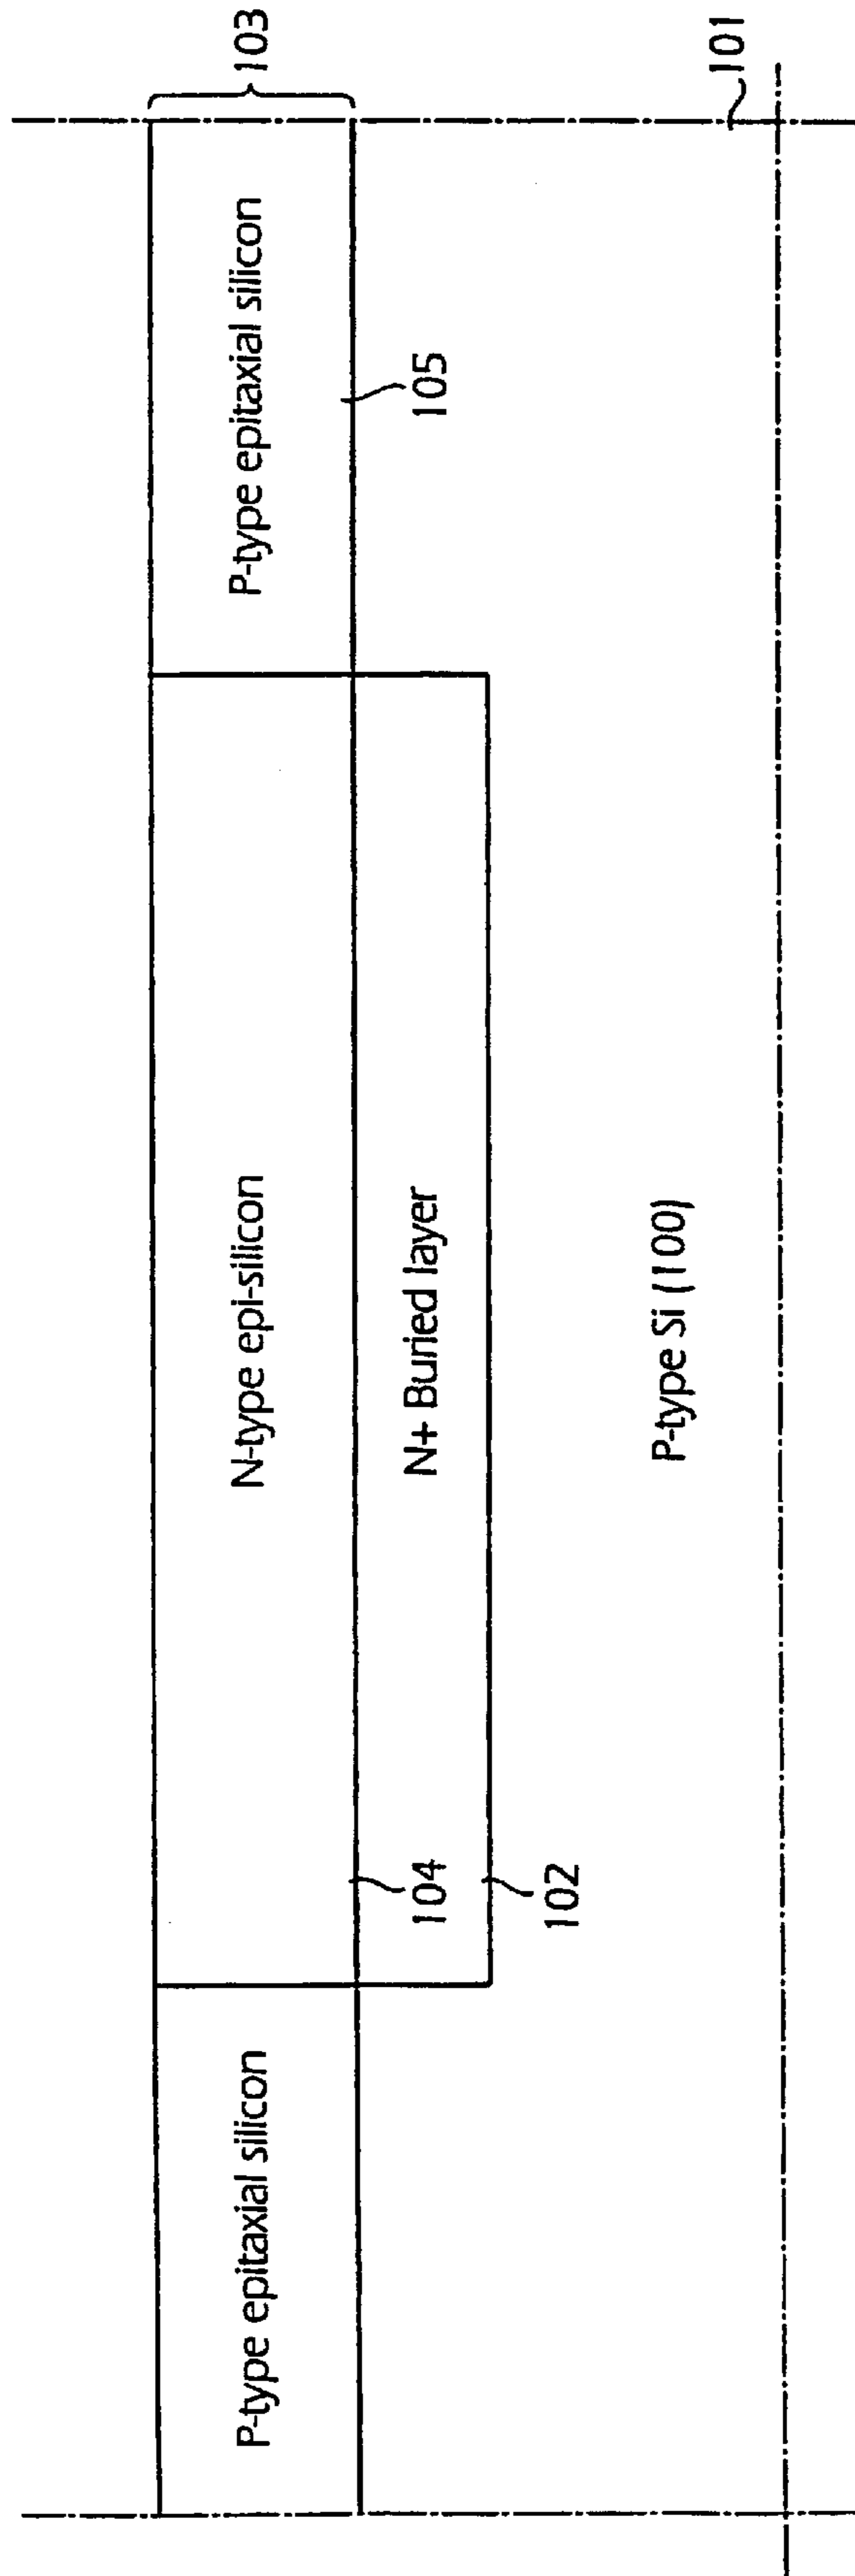 103
P-type epitaxial silicon
N-type epi-silicon
P-type epitaxial silicon
104
105
N+ Buried layer
102
101
P-type Si (100)